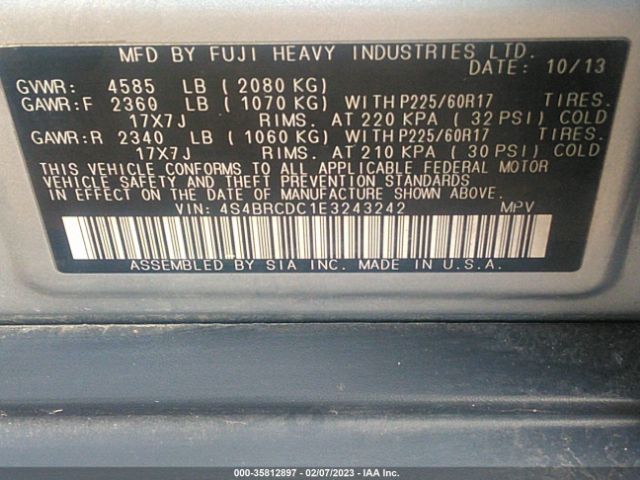 MFD BY FUJI HEAVY INDUSTRIES LTD.
DATE: 10/13
GVWR: 4585 LB ( 2080 KG)
GAWR:F 2360 LB ( 1070 KG) WITH P225/60R17 TIRES.
17X7J RIMS. AT 220 KPA ( 32 PSI) COLD
GAWR:R 2340 LB ( 1060 KG) WITH P225/60R17 TIRES.
17X7J RIMS. AT 210 KPA ( 30 PSI) COLD
THIS VEHICLE CONFORMS TO ALL APPLICABLE FEDERAL MOTOR
VEHICLE SAFETY AND THEFT PREVENTION STANDARDS
IN EFFECT ON THE DATE OF MANUFACTURE SHOWN ABOVE.
VIN: 4S4BRCDC1E3243242 MPV
ASSEMBLED BY SIA INC. MADE IN U.S.A.
000-35812897 - 02/07/2023 - IAA Inc.